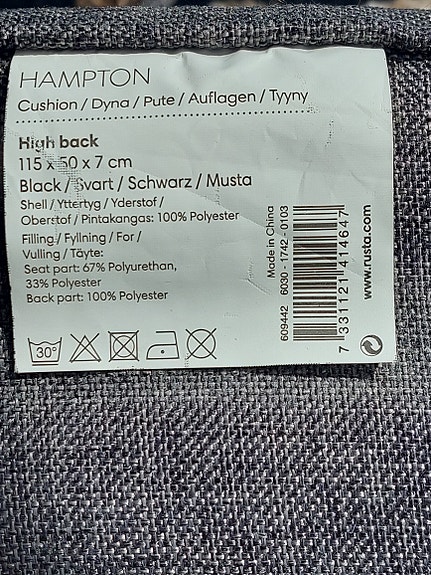 HAMPTON
Cushion / Dyna / Pute / Auflagen / Tyyny
High back
115 x 50 x 7 cm
Black / Svart / Schwarz / Musta
Shell / Yttertyg / Yderstof /
Oberstof / Pintakangas: 100% Polyester
Filling / Fyllning / For /
Vulling / Täyte:
Seat part: 67% Polyurethan,
33% Polyester
Back part: 100% Polyester
30°
Made in China
609442 6030-1742-0103
7 331121 414647
www.rusta.com